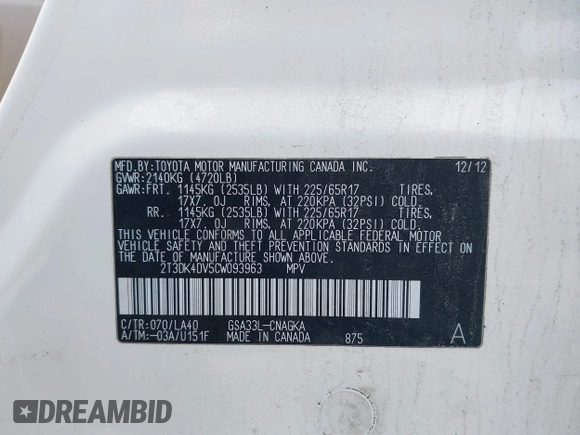 MFD.BY:TOYOTA MOTOR MANUFACTURING CANADA INC. 12/12
GVWR:2140KG (4720LB)
GAWR:FRT. 1145KG (2535LB) WITH 225/65R17 TIRES,
17X7.0J RIMS, AT 220KPA (32PSI) COLD.
RR. 1145KG (2535LB) WITH 225/65R17 TIRES,
17X7.0J RIMS, AT 220KPA (32PSI) COLD.
THIS VEHICLE CONFORMS TO ALL APPLICABLE FEDERAL MOTOR
VEHICLE SAFETY AND THEFT PREVENTION STANDARDS IN EFFECT ON
THE DATE OF MANUFACTURE SHOWN ABOVE.
2T3DK4DV5CW093963 MPV
C/TR:070/LA40 GSA33L-CNAGKA
A/TM:-03A/U151F MADE IN CANADA 875 A
DREAMBID